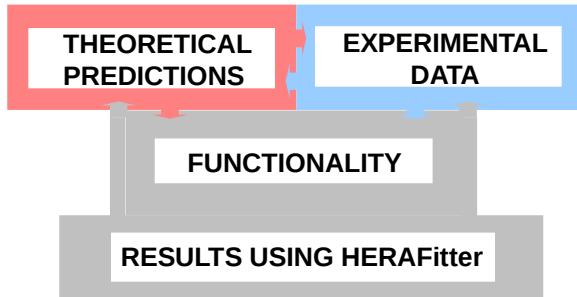 THEORETICAL
PREDICTIONS
EXPERIMENTAL
DATA
FUNCTIONALITY
RESULTS USING HERAFitter